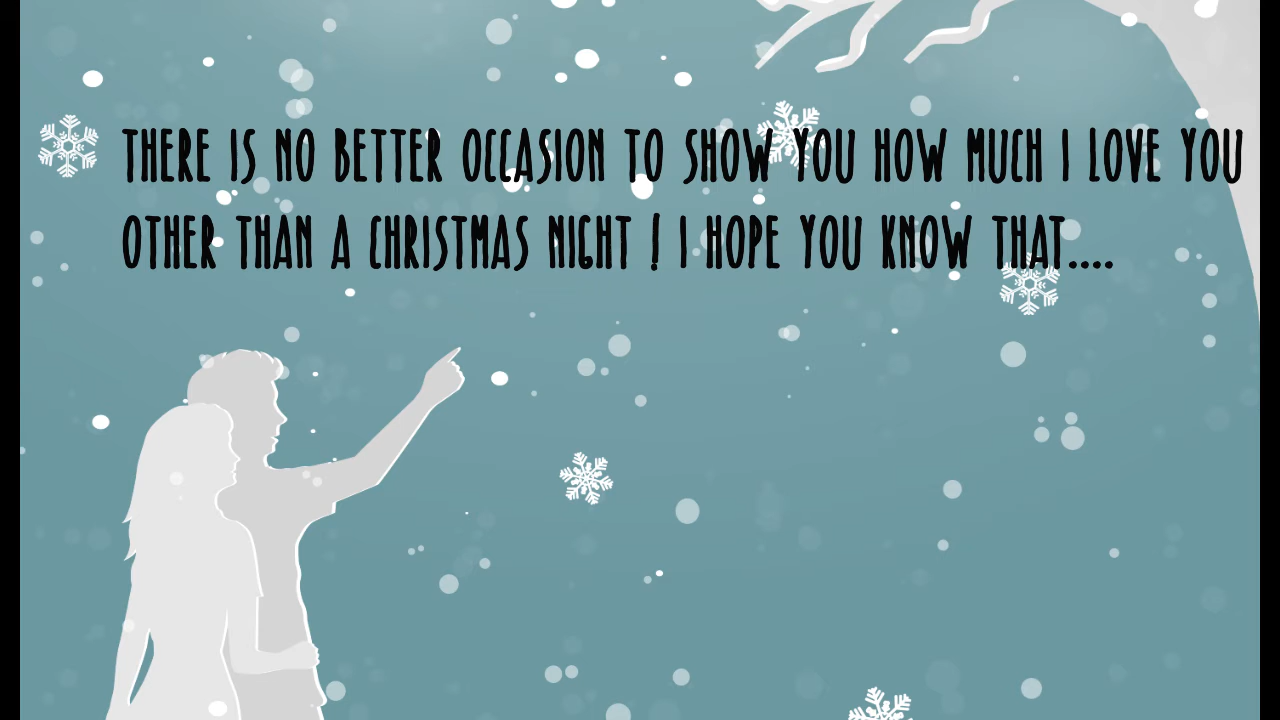 THERE IS NO BETTER OCCASION TO SHOW YOU HOW MUCH I LOVE YOU
OTHER THAN A CHRISTMAS NIGHT ! I HOPE YOU KNOW THAT....